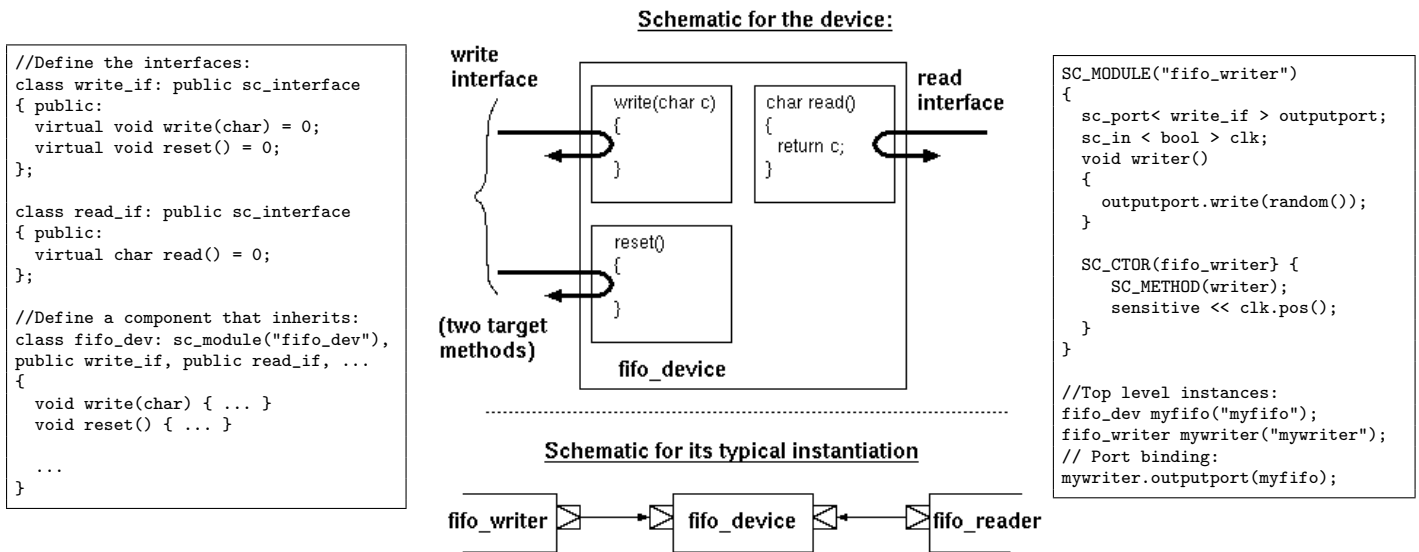 //Define the interfaces:
class write_if: public sc_interface
{ public:
  virtual void write(char) = 0;
  virtual void reset() = 0;
};

class read_if: public sc_interface
{ public:
  virtual char read() = 0;
};

//Define a component that inherits:
class fifo_dev: sc_module("fifo_dev"),
public write_if, public read_if, ...
{
  void write(char) { ... }
  void reset() { ... }

  ...
}

Schematic for the device:
write
interface
write(char c)
{
}
char read()
{
  return c;
}
read
interface
reset()
{
}
(two target
methods)
fifo_device
Schematic for its typical instantiation
fifo_writer
fifo_device
fifo_reader

SC_MODULE("fifo_writer")
{
  sc_port< write_if > outputport;
  sc_in < bool > clk;
  void writer()
  {
    outputport.write(random());
  }

  SC_CTOR(fifo_writer} {
     SC_METHOD(writer);
     sensitive << clk.pos();
  }
}

//Top level instances:
fifo_dev myfifo("myfifo");
fifo_writer mywriter("mywriter");
// Port binding:
mywriter.outputport(myfifo);